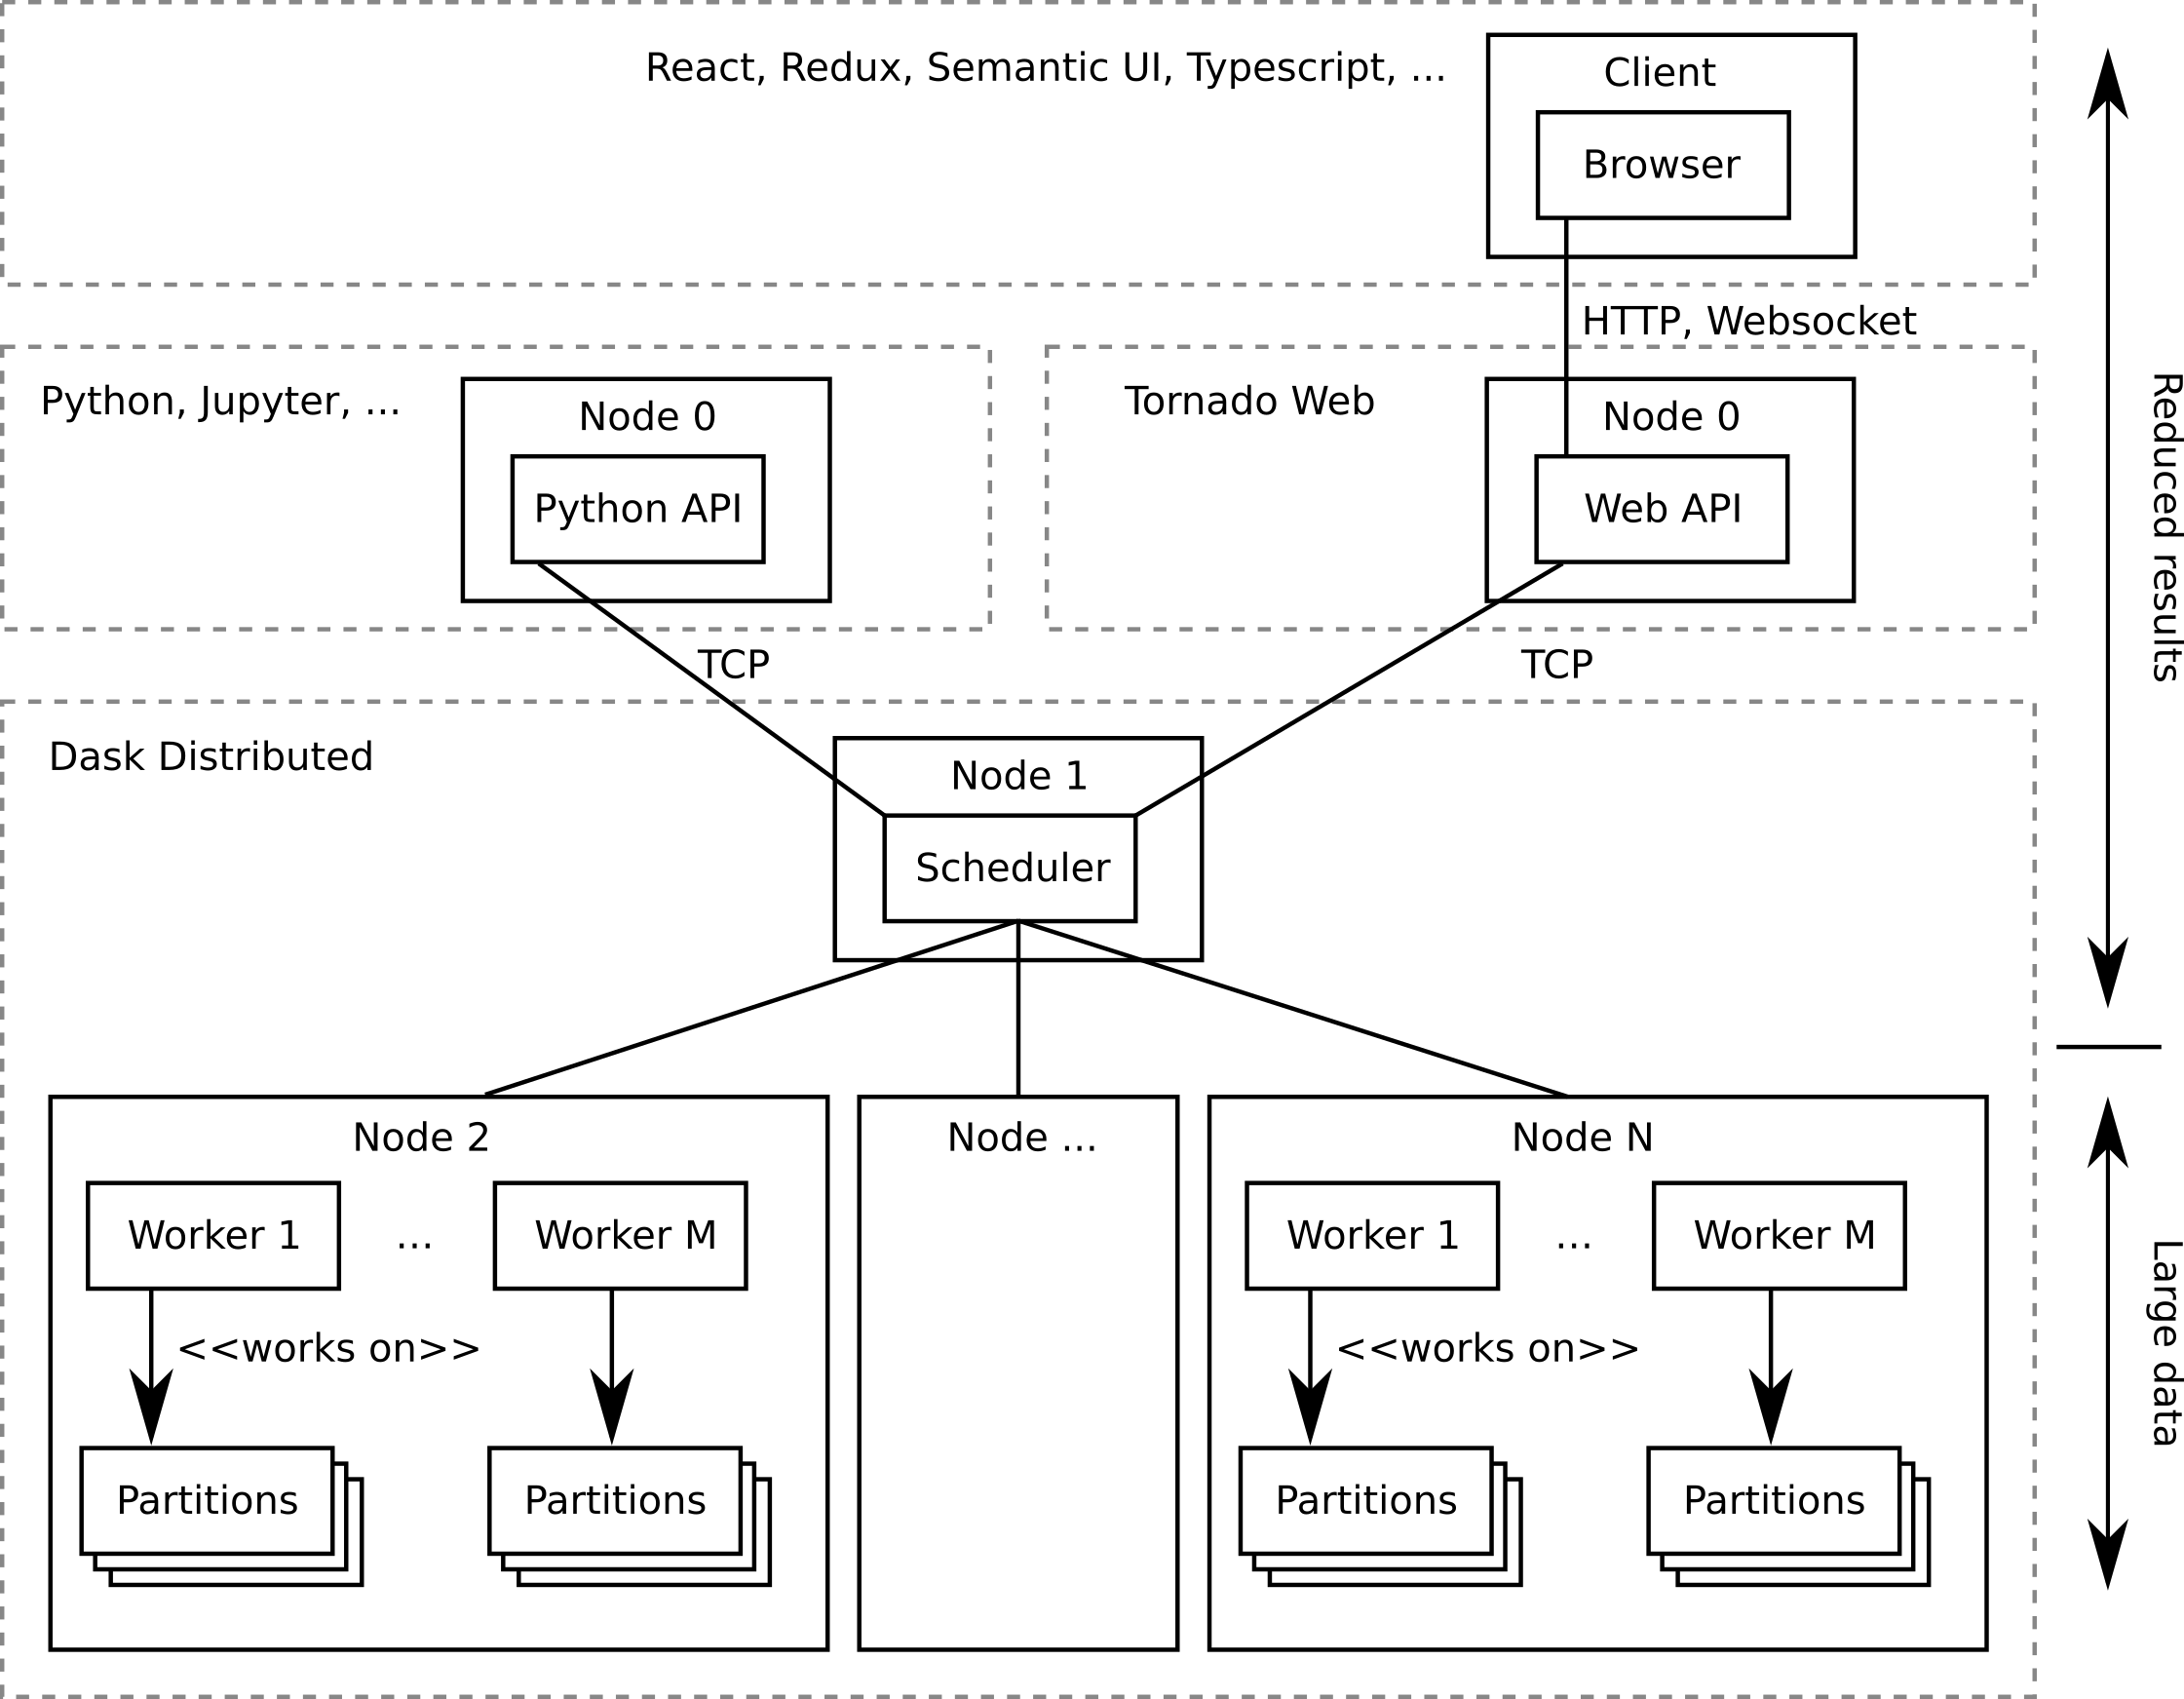 React, Redux, Semantic UI, Typescript, ...
Client
Browser
HTTP, Websocket
Python, Jupyter, ...
Node 0
Python API
Tornado Web
Node 0
Web API
TCP
TCP
Reduced results
Dask Distributed
Node 1
Scheduler
Node 2
Worker 1
...
Worker M
<<works on>>
Partitions
Partitions
Node ...
Node N
Worker 1
...
Worker M
<<works on>>
Partitions
Partitions
Large data